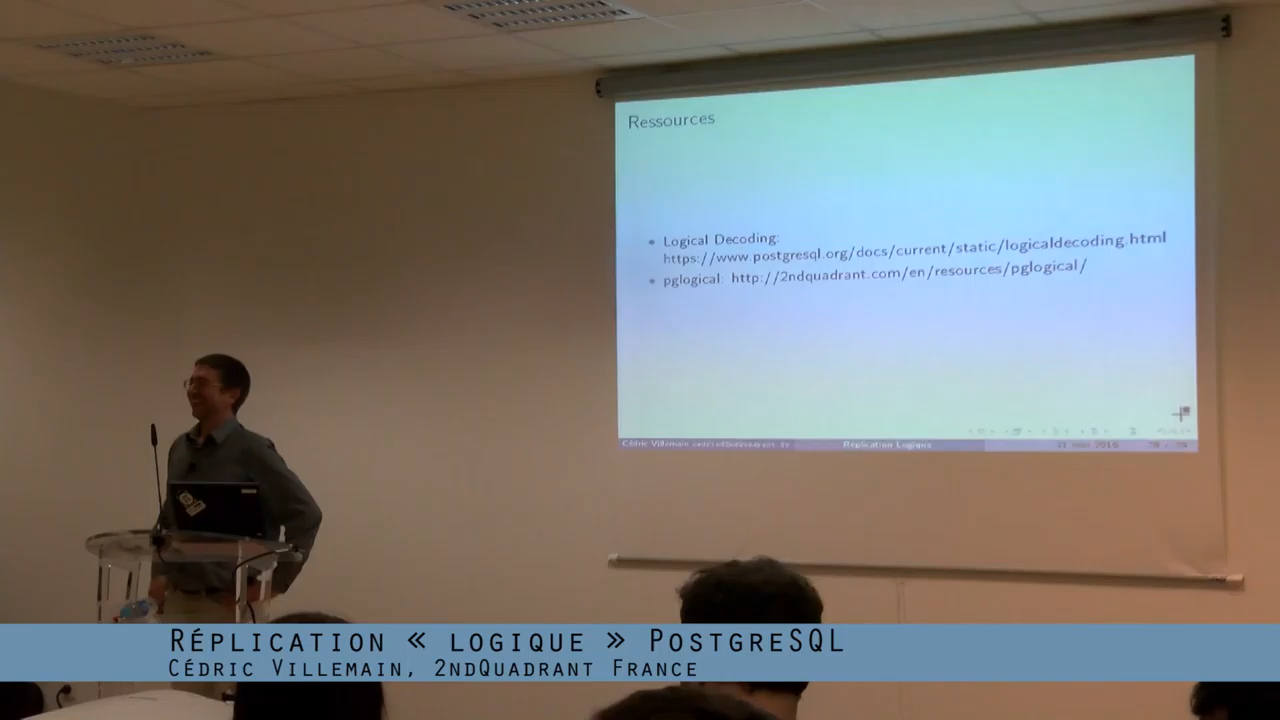 Ressources
• Logical Decoding:
https://www.postgresql.org/docs/current/static/logicaldecoding.html
• pglogical: http://2ndquadrant.com/en/resources/pglogical/
Cédric Villemain Réplication Logique
Réplication « logique » PostgreSQL
Cédric Villemain, 2ndQuadrant France